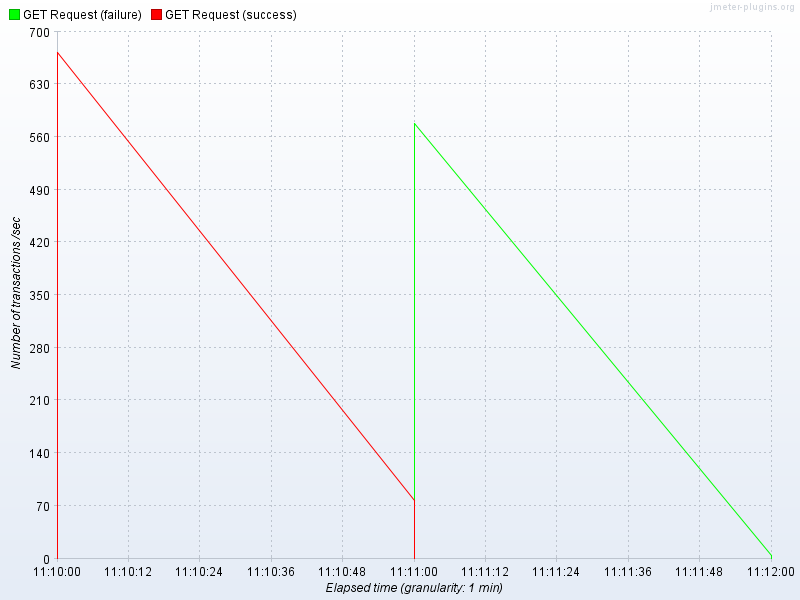 jmeter-plugins.org
GET Request (failure) GET Request (success)
700
630
560
490
420
350
280
210
140
70
0
Number of transactions /sec
11:10:00 11:10:12 11:10:24 11:10:36 11:10:48 11:11:00 11:11:12 11:11:24 11:11:36 11:11:48 11:12:00
Elapsed time (granularity: 1 min)